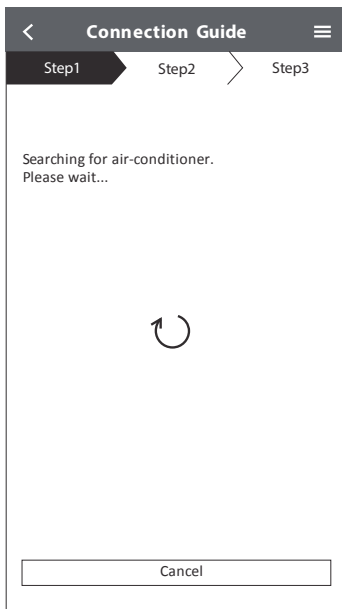 Connection Guide
Step1 Step2 Step3
Searching for air-conditioner.
Please wait...
Cancel